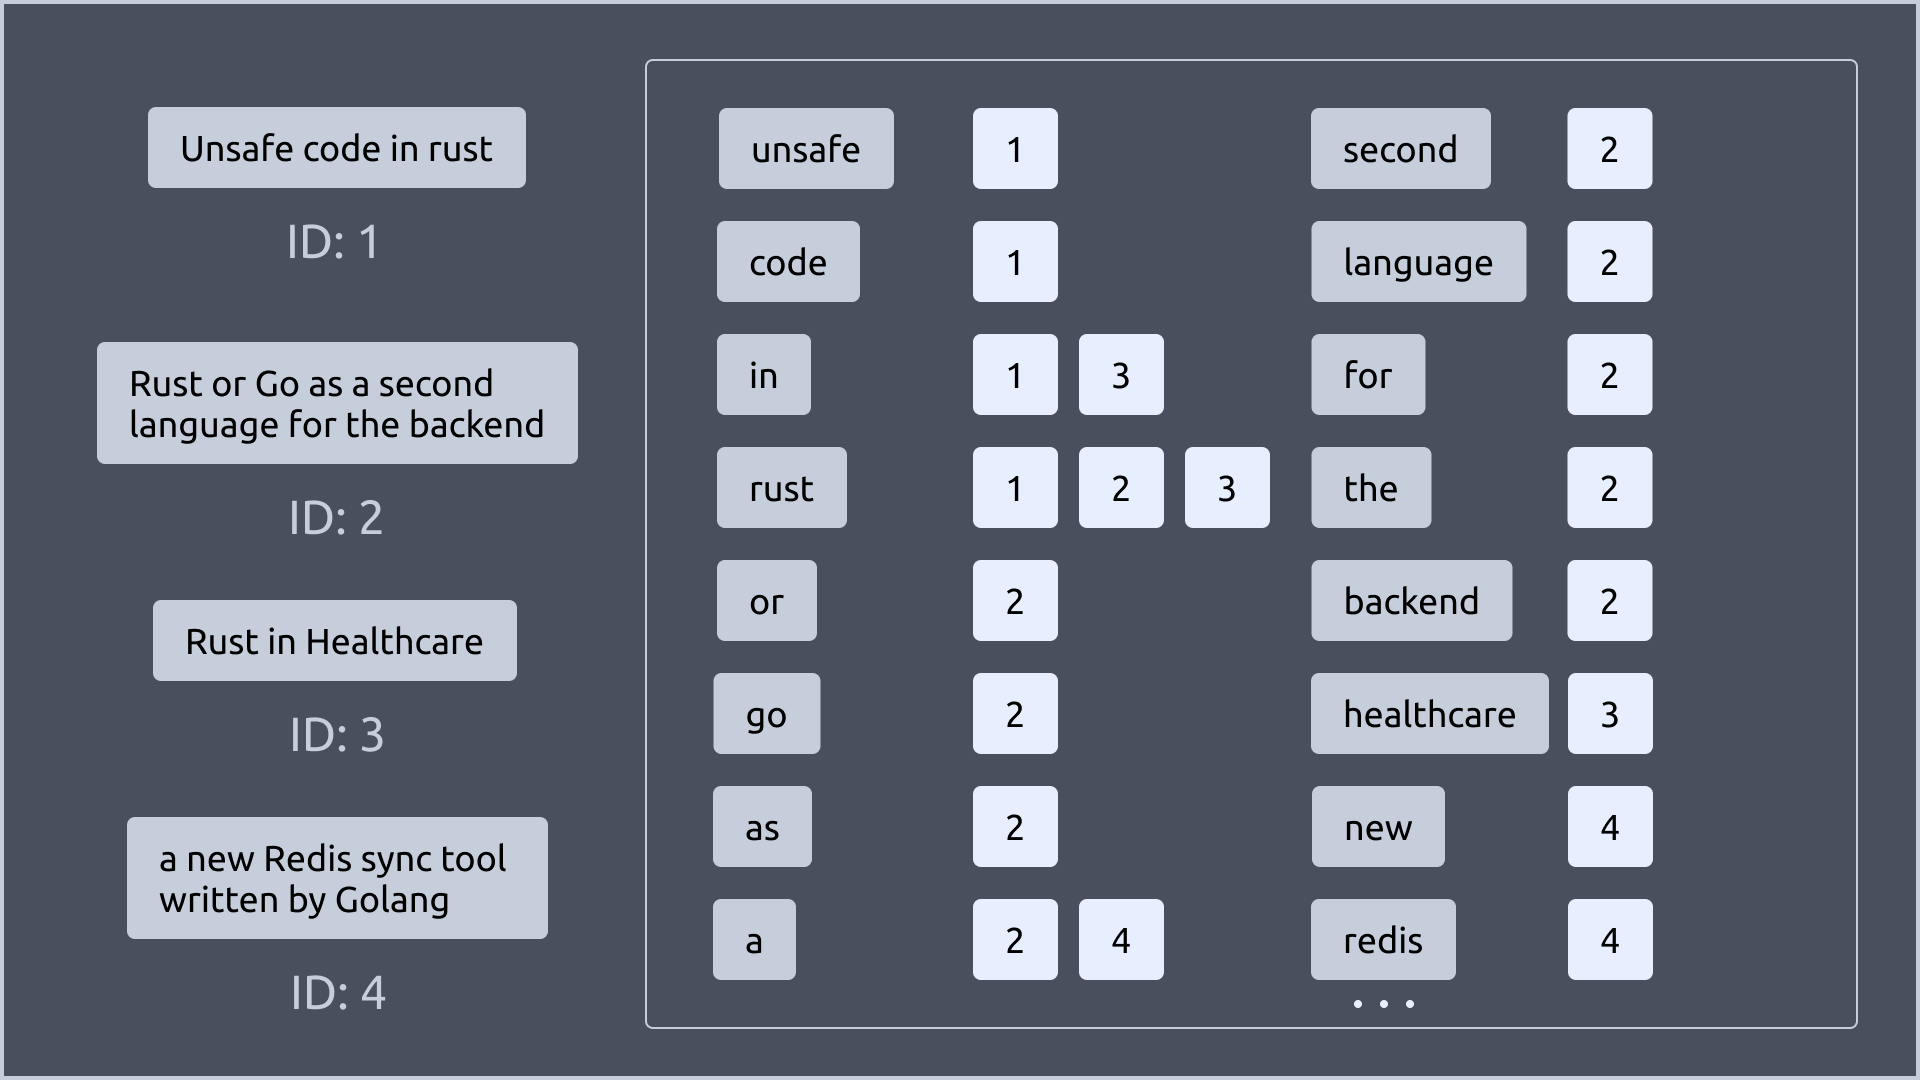 Unsafe code in rust
ID: 1
Rust or Go as a second
language for the backend
ID: 2
Rust in Healthcare
ID: 3
a new Redis sync tool
written by Golang
ID: 4
unsafe 1
code 1
in 1 3
rust 1 2 3
or 2
go 2
as 2
a 2 4
second 2
language 2
for 2
the 2
backend 2
healthcare 3
new 4
redis 4
...